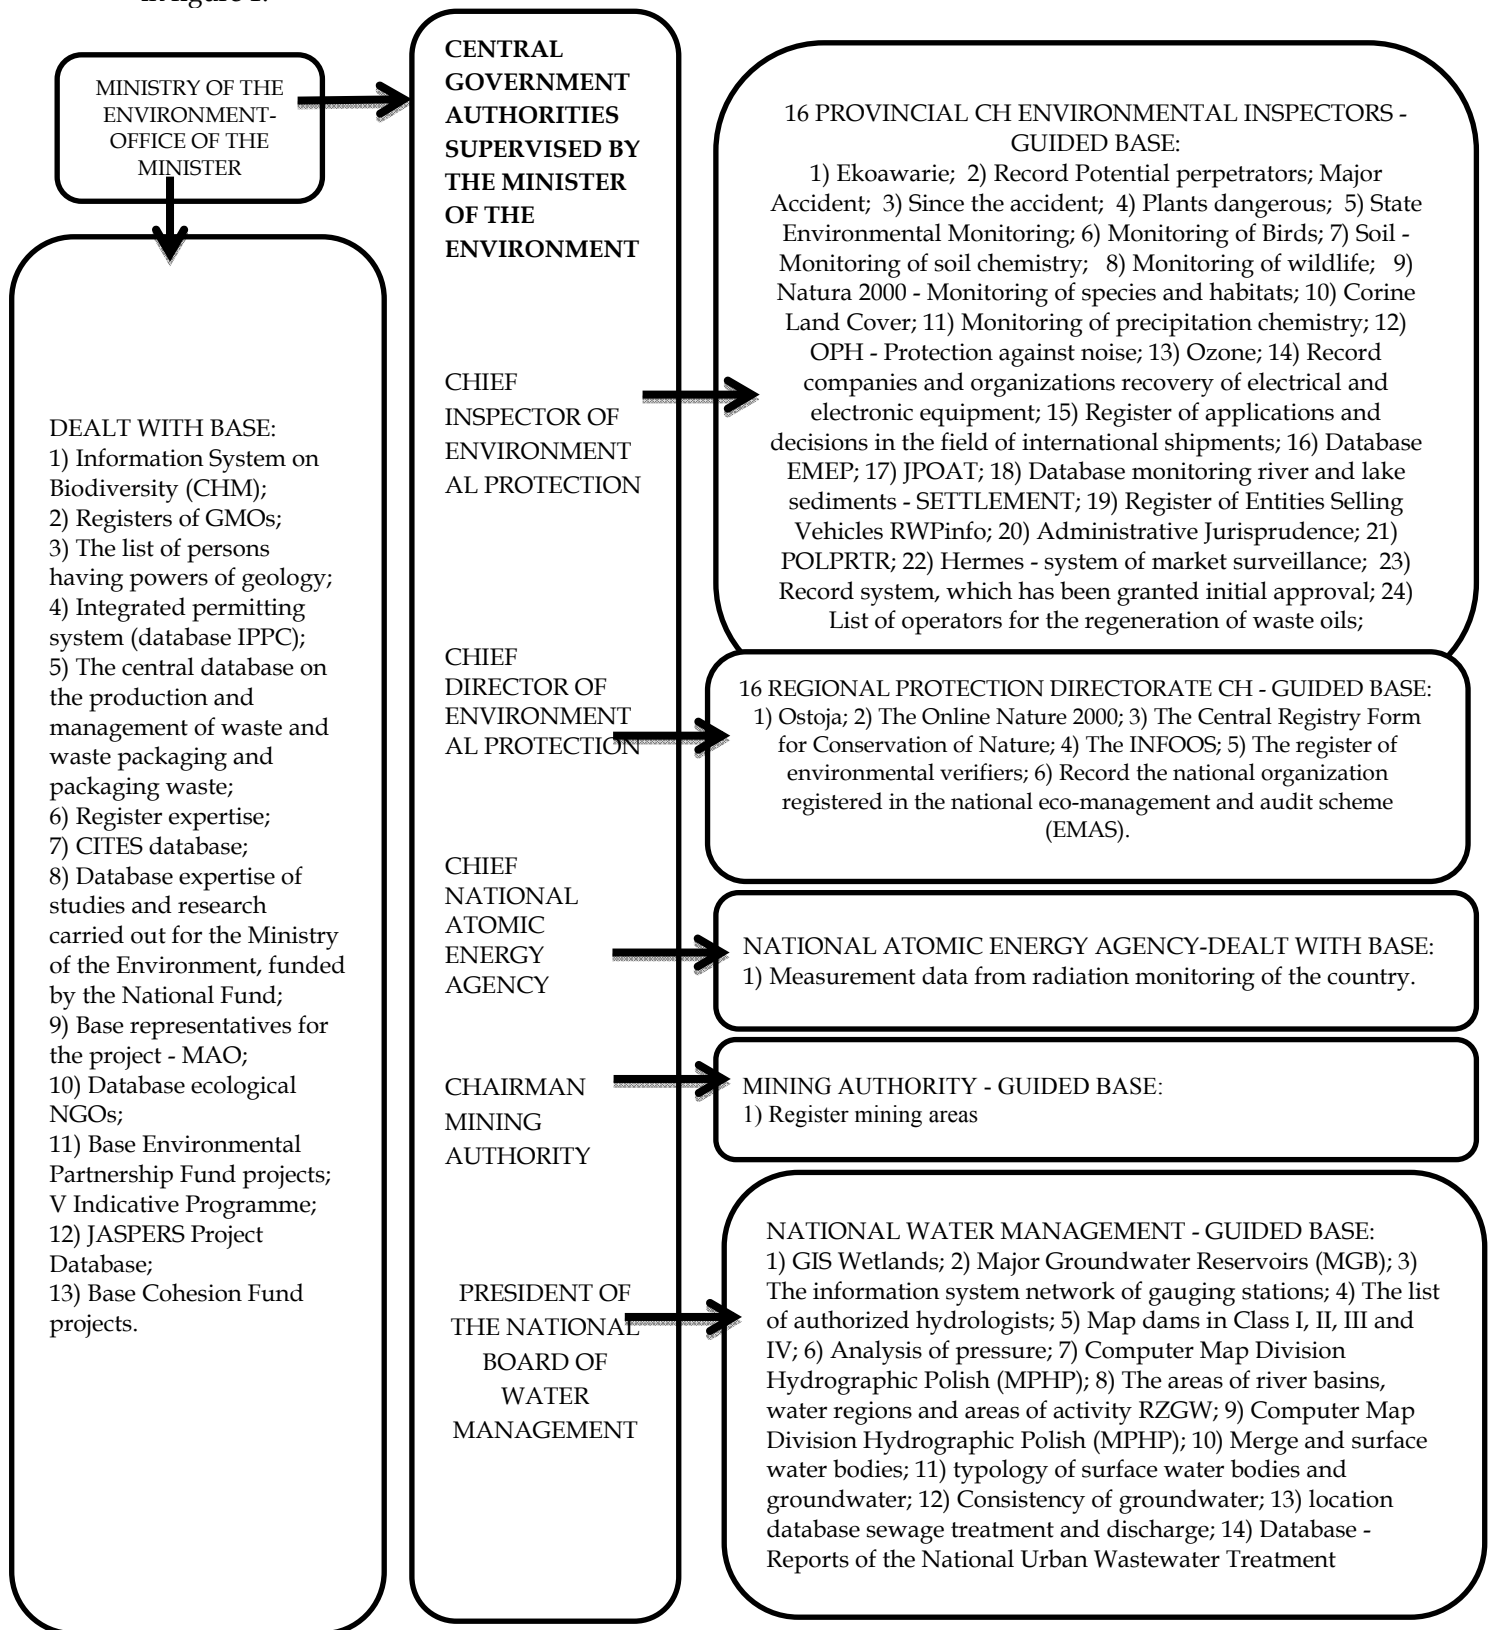 in figure 1.
MINISTRY OF THE
ENVIRONMENT-
OFFICE OF THE
MINISTER
DEALT WITH BASE:
1) Information System on
Biodiversity (CHM);
2) Registers of GMOs;
3) The list of persons
having powers of geology;
4) Integrated permitting
system (database IPPC);
5) The central database on
the production and
management of waste and
waste packaging and
packaging waste;
6) Register expertise;
7) CITES database;
8) Database expertise of
studies and research
carried out for the Ministry
of the Environment, funded
by the National Fund;
9) Base representatives for
the project - MAO;
10) Database ecological
NGOs;
11) Base Environmental
Partnership Fund projects;
V Indicative Programme;
12) JASPERS Project
Database;
13) Base Cohesion Fund
projects.
CENTRAL
GOVERNMENT
AUTHORITIES
SUPERVISED BY
THE MINISTER
OF THE
ENVIRONMENT
CHIEF
INSPECTOR OF
ENVIRONMENT
AL PROTECTION
CHIEF
DIRECTOR OF
ENVIRONMENT
AL PROTECTION
CHIEF
NATIONAL
ATOMIC
ENERGY
AGENCY
CHAIRMAN
MINING
AUTHORITY
PRESIDENT OF
THE NATIONAL
BOARD OF
WATER
MANAGEMENT
16 PROVINCIAL CH ENVIRONMENTAL INSPECTORS -
GUIDED BASE:
1) Ekoawarie; 2) Record Potential perpetrators; Major
Accident; 3) Since the accident; 4) Plants dangerous; 5) State
Environmental Monitoring; 6) Monitoring of Birds; 7) Soil -
Monitoring of soil chemistry; 8) Monitoring of wildlife; 9)
Natura 2000 - Monitoring of species and habitats; 10) Corine
Land Cover; 11) Monitoring of precipitation chemistry; 12)
OPH - Protection against noise; 13) Ozone; 14) Record
companies and organizations recovery of electrical and
electronic equipment; 15) Register of applications and
decisions in the field of international shipments; 16) Database
EMEP; 17) JPOAT; 18) Database monitoring river and lake
sediments - SETTLEMENT; 19) Register of Entities Selling
Vehicles RWPinfo; 20) Administrative Jurisprudence; 21)
POLPRTR; 22) Hermes - system of market surveillance; 23)
Record system, which has been granted initial approval; 24)
List of operators for the regeneration of waste oils;
16 REGIONAL PROTECTION DIRECTORATE CH - GUIDED BASE:
1) Ostoja; 2) The Online Nature 2000; 3) The Central Registry Form
for Conservation of Nature; 4) The INFOOS; 5) The register of
environmental verifiers; 6) Record the national organization
registered in the national eco-management and audit scheme
(EMAS).
NATIONAL ATOMIC ENERGY AGENCY-DEALT WITH BASE:
1) Measurement data from radiation monitoring of the country.
MINING AUTHORITY - GUIDED BASE:
1) Register mining areas
NATIONAL WATER MANAGEMENT - GUIDED BASE:
1) GIS Wetlands; 2) Major Groundwater Reservoirs (MGB); 3)
The information system network of gauging stations; 4) The list
of authorized hydrologists; 5) Map dams in Class I, II, III and
IV; 6) Analysis of pressure; 7) Computer Map Division
Hydrographic Polish (MPHP); 8) The areas of river basins,
water regions and areas of activity RZGW; 9) Computer Map
Division Hydrographic Polish (MPHP); 10) Merge and surface
water bodies; 11) typology of surface water bodies and
groundwater; 12) Consistency of groundwater; 13) location
database sewage treatment and discharge; 14) Database -
Reports of the National Urban Wastewater Treatment